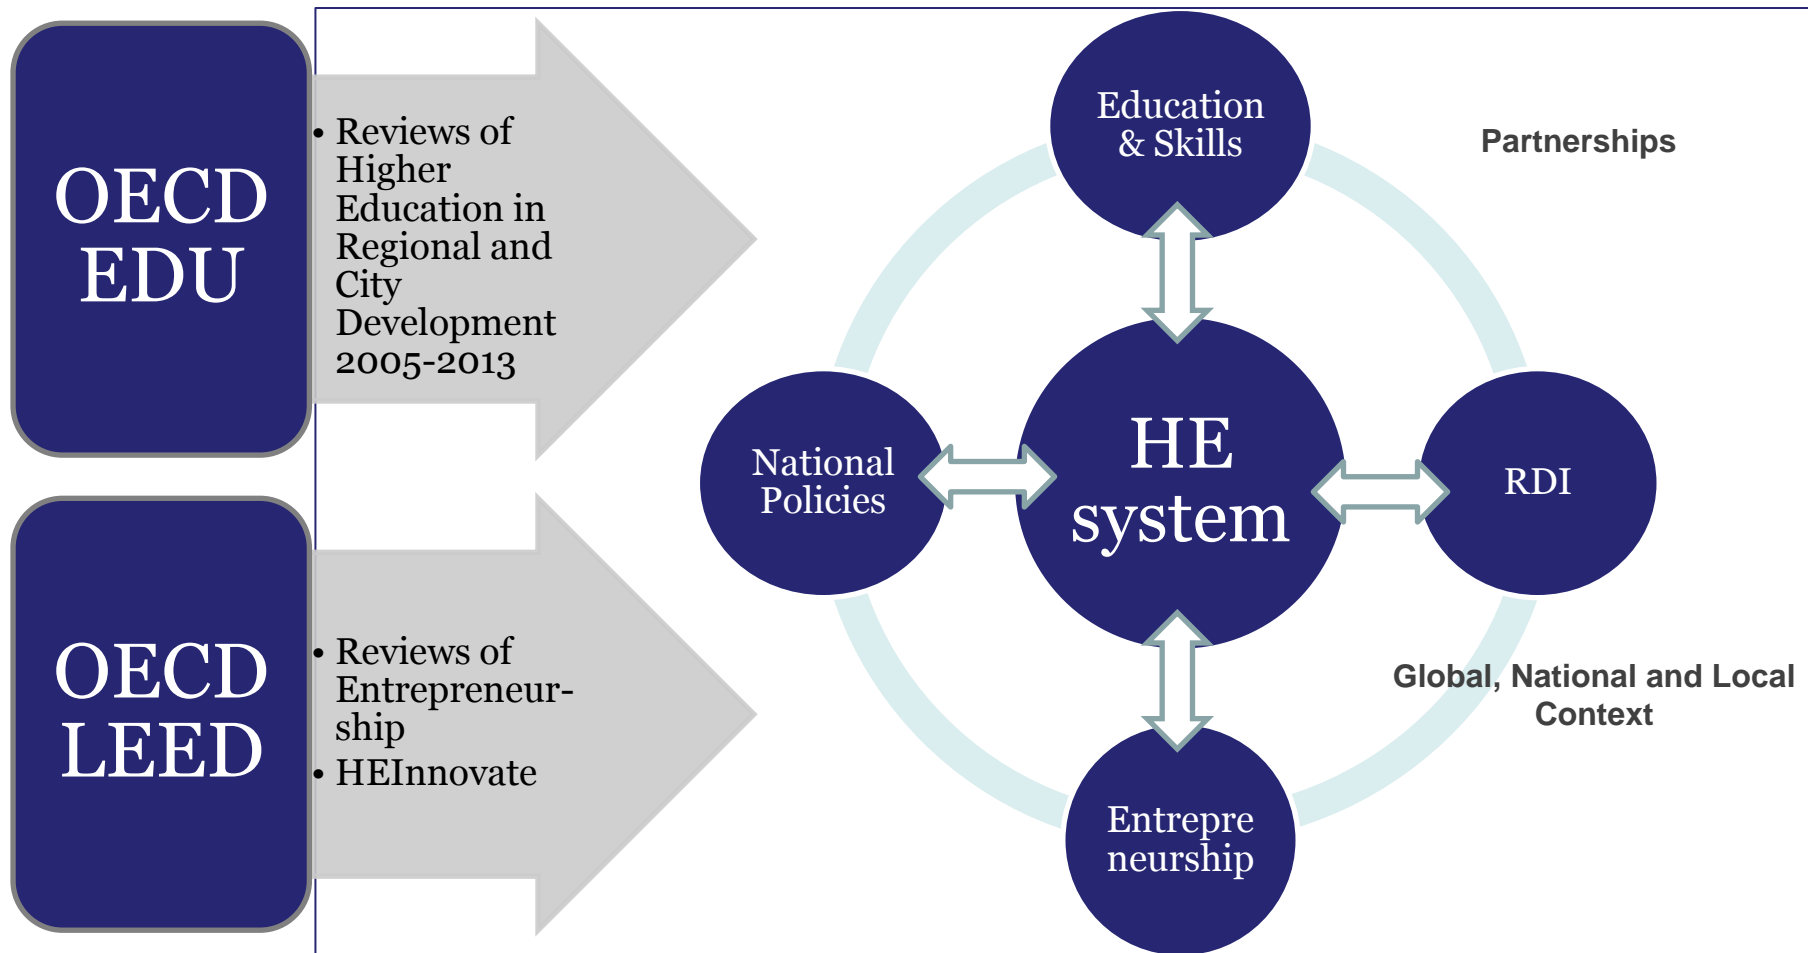 OECD
EDU
• Reviews of
Higher
Education in
Regional and
City
Development
2005-2013
OECD
LEED
• Reviews of
Entrepreneur-
ship
• HEInnovate
Education
& Skills
Partnerships
National
Policies
HE
system
RDI
Global, National and Local
Context
Entrepre
neurship